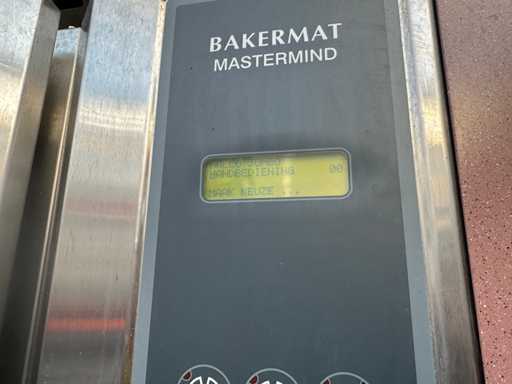 BAKERMAT
MASTERMIND
HANDBEDIENING 00
MAAK KEUZE ...